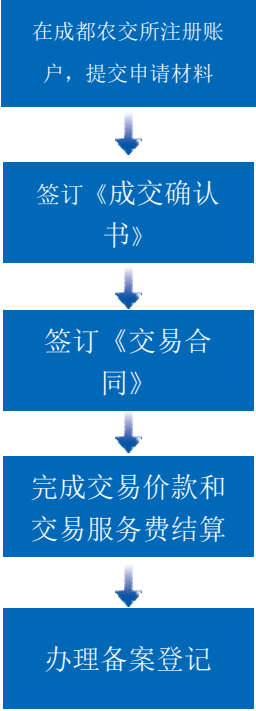 在成都农交所注册账
户，提交申请材料
签订《成交确认
书》
签订《交易合
同》
完成交易价款和
交易服务费结算
办理备案登记